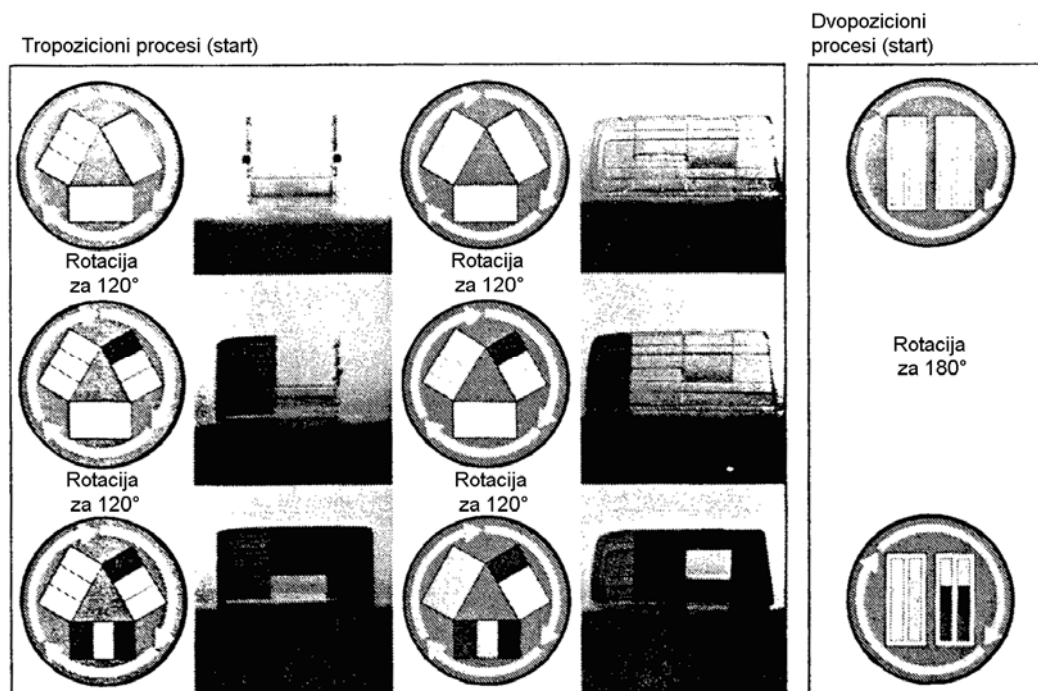 Tropozicioni procesi (start)
Dvopozicioni
procesi (start)
Rotacija
za 120°
Rotacija
za 120°
Rotacija
za 180°
Rotacija
za 120°
Rotacija
za 120°